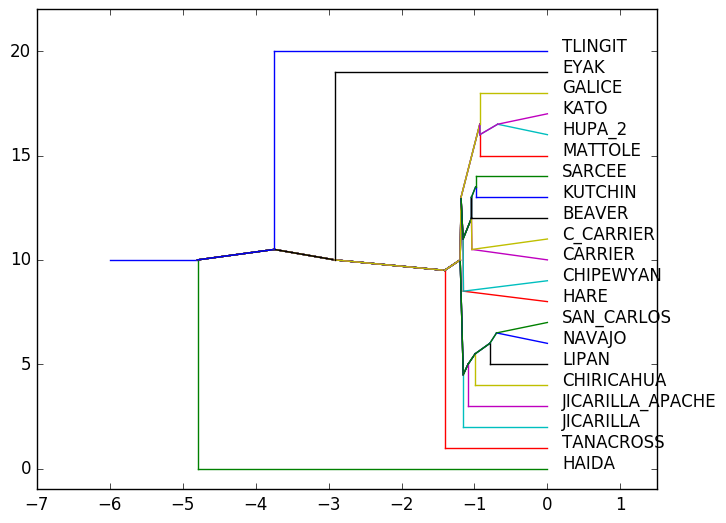 20
15
10
5
0
TLINGIT
EYAK
GALICE
KATO
HUPA_2
MATTOLE
SARCEE
KUTCHIN
BEAVER
C_CARRIER
CARRIER
CHIPEWYAN
HARE
SAN_CARLOS
NAVAJO
LIPAN
CHIRICAHUA
JICARILLA_APACHE
JICARILLA
TANACROSS
HAIDA
−7 −6 −5 −4 −3 −2 −1 0 1